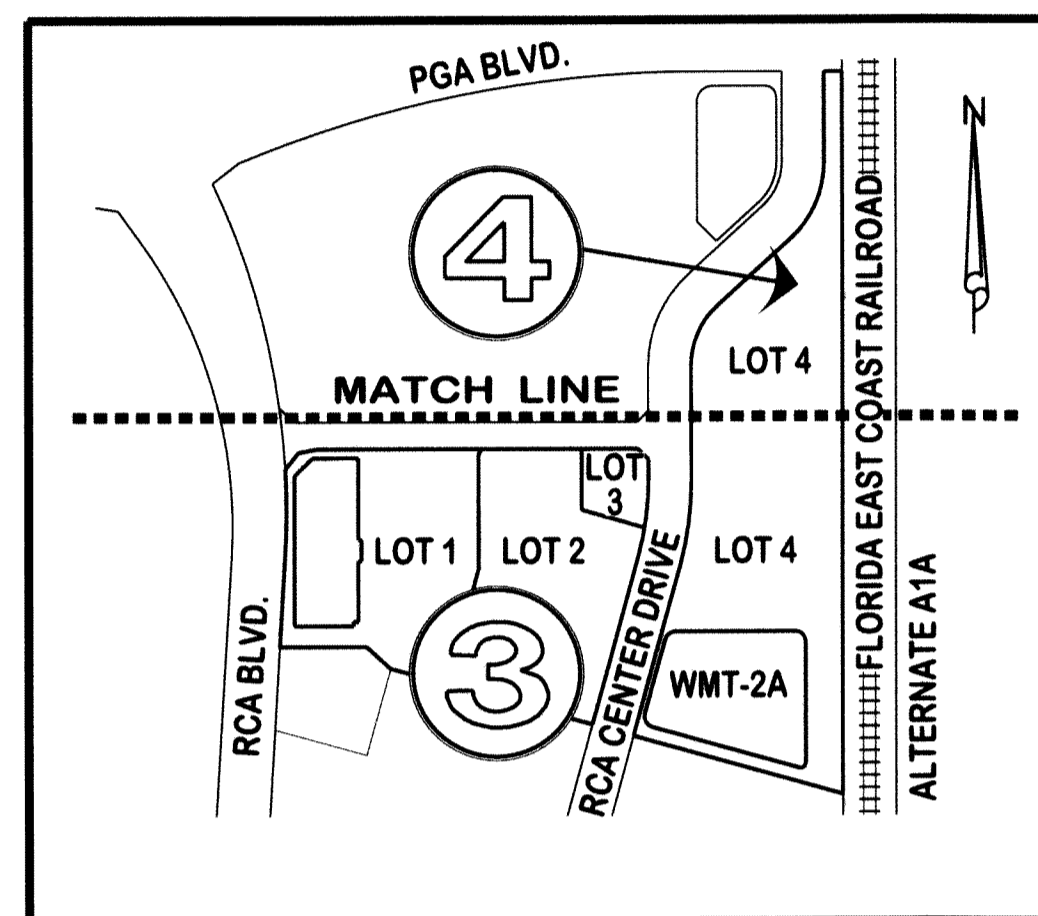 PGA BLVD.
N
4
LOT 4
MATCH LINE
FLORIDA EAST COAST RAILROAD
LOT
3
LOT 1
LOT 2
LOT 4
RCA BLVD.
3
RCA CENTER DRIVE
WMT-2A
ALTERNATE A1A